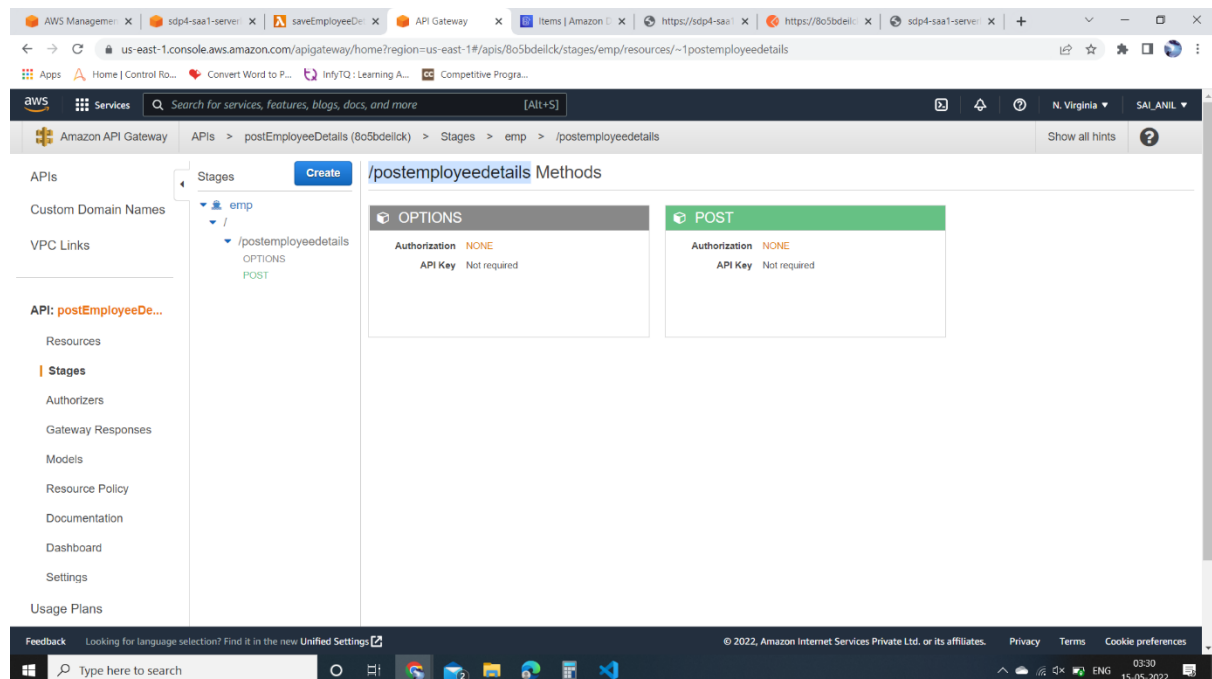 AWS Managemen
sdp4-saa1-server
saveEmployeeDe
API Gateway
Items | Amazon D
https://sdp4-saa1
https://8o5bdeilc
sdp4-saa1-server
us-east-1.console.aws.amazon.com/apigateway/home?region=us-east-1#/apis/8o5bdeilck/stages/emp/resources/~1postemployeedetails
Apps Home | Control Ro... Convert Word to P... InfyTQ : Learning A... CC Competitive Progra...
aws Services Search for services, features, blogs, docs, and more [Alt+S] N. Virginia ▼ SAI_ANIL ▼
Amazon API Gateway APIs > postEmployeeDetails (8o5bdeilck) > Stages > emp > /postemployeedetails Show all hints ?
APIs
Custom Domain Names
VPC Links
API: postEmployeeDe...
Resources
Stages
Authorizers
Gateway Responses
Models
Resource Policy
Documentation
Dashboard
Settings
Usage Plans
Stages Create
emp
/
/postemployeedetails
OPTIONS
POST
/postemployeedetails Methods
OPTIONS
Authorization NONE
API Key Not required
POST
Authorization NONE
API Key Not required
Feedback Looking for language selection? Find it in the new Unified Settings © 2022, Amazon Internet Services Private Ltd. or its affiliates. Privacy Terms Cookie preferences
Type here to search ENG 03:30
15-05-2022